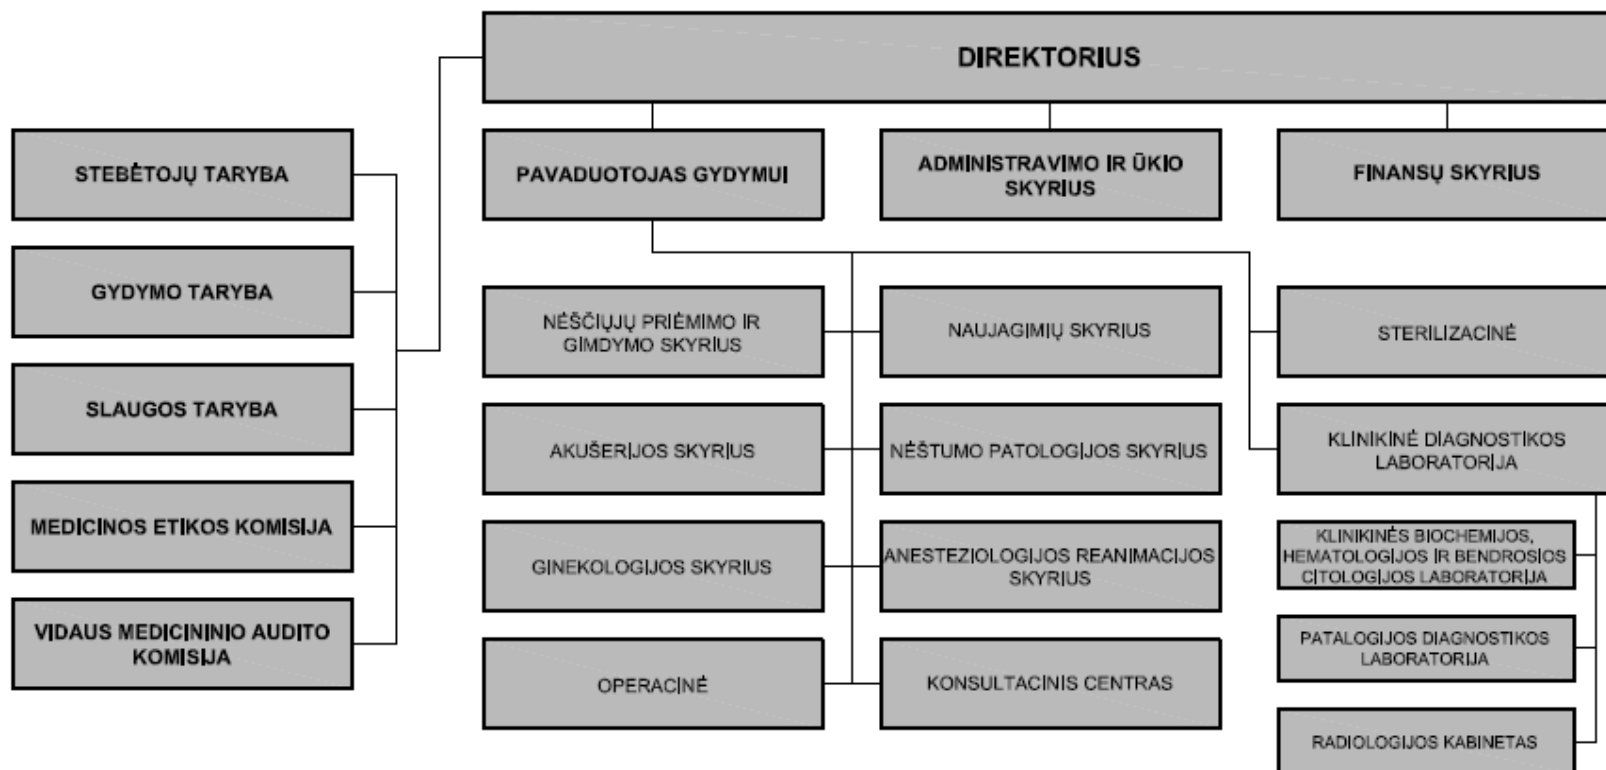 DIREKTORIUS
STEBĖTOJŲ TARYBA
GYDYMO TARYBA
SLAUGOS TARYBA
MEDICINOS ETIKOS KOMISIJA
VIDAUS MEDICININIO AUDITO
KOMISIJA
PAVADUOTOJAS GYDYMUI
ADMINISTRAVIMO IR ŪKIO
SKYRIUS
FINANSŲ SKYRIUS
NĖŠČIŲJŲ PRIĖMIMO IR
GIMDYMO SKYRIUS
AKUŠERIJOS SKYRIUS
GINEKOLOGIJOS SKYRIUS
OPERACINĖ
NAUJAGIMIŲ SKYRIUS
NĖŠTUMO PATOLOGIJOS SKYRIUS
ANESTEZIOLOGIJOS REANIMACIJOS
SKYRIUS
KONSULTACINIS CENTRAS
STERILIZACINĖ
KLINIKINĖ DIAGNOSTIKOS
LABORATORIJA
KLINIKINĖS BIOCHEMIJOS,
HEMATOLOGIJOS IR BENDROSIOS
CITOLOGIJOS LABORATORIJA
PATALOGIJOS DIAGNOSTIKOS
LABORATORIJA
RADIOLOGIJOS KABINETAS